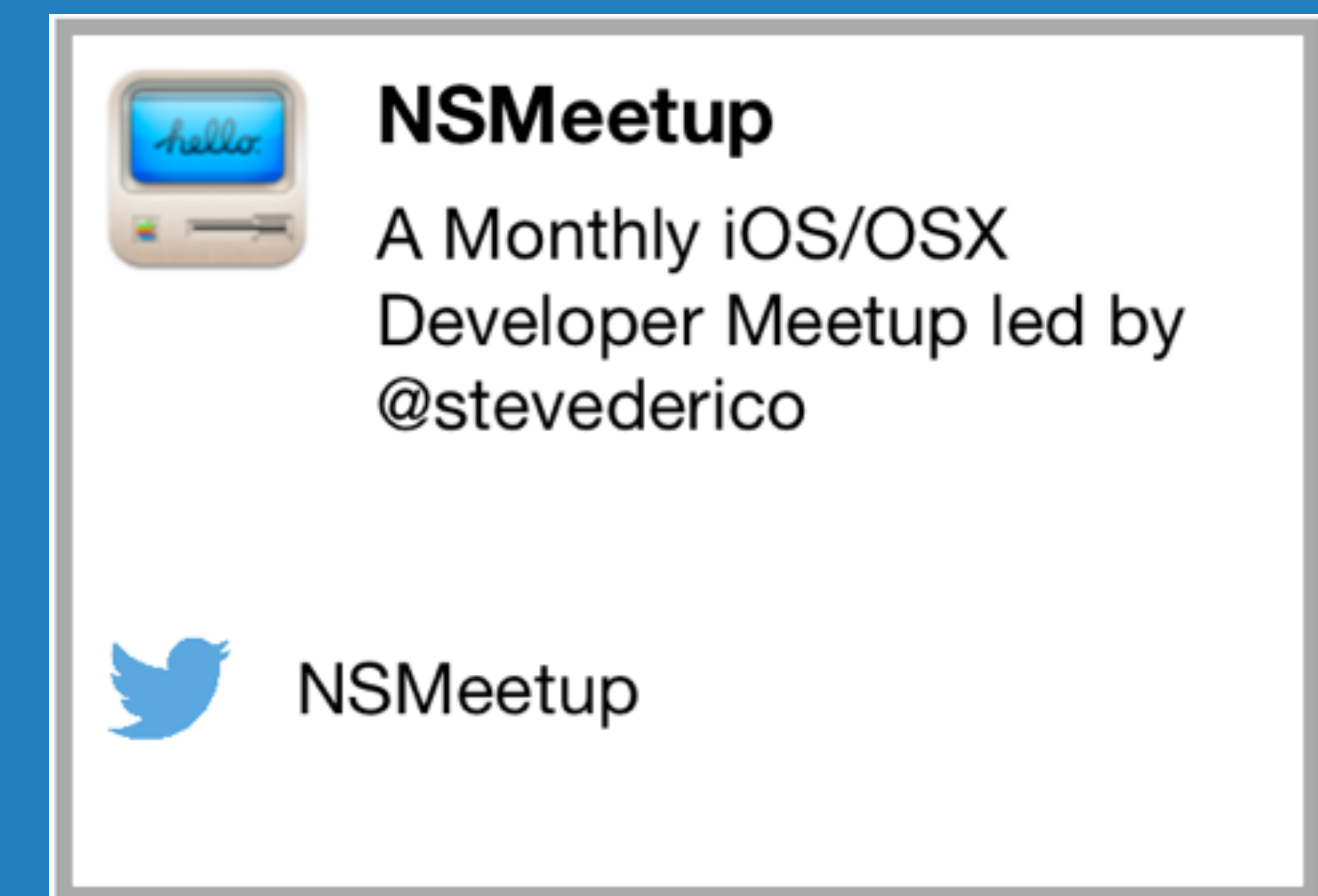 hello.
NSMeetup
A Monthly iOS/OSX
Developer Meetup led by
@stevederico
NSMeetup